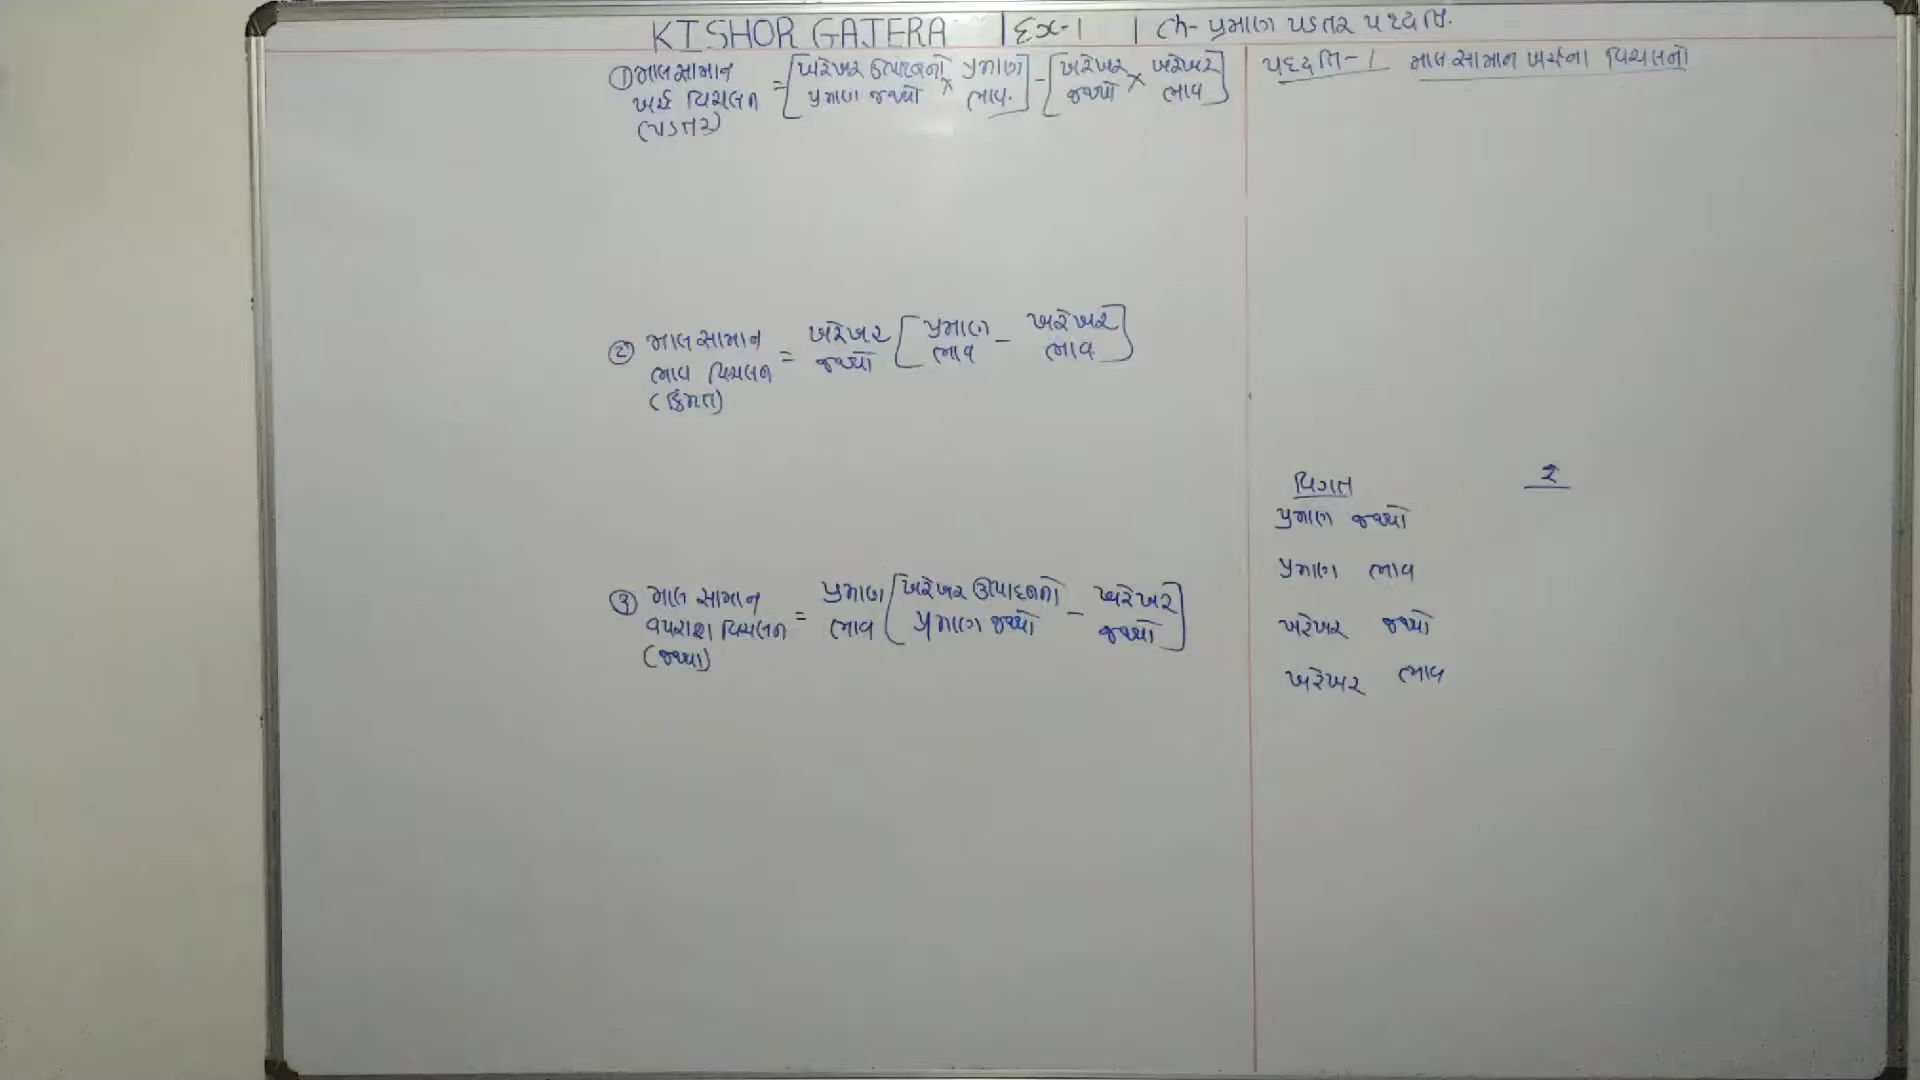 KISHOR GAJERA | Ex-1 | Ch- પ્રમાણ પડતર પધ્ધતિ.
① માલસામાન = [ખરેખર ઉત્પાદનનો × પ્રમાણ] - [ખરેખર × ખરેખર]
ખર્ચ વિચલન પ્રમાણ જથ્થો ભાવ. જથ્થો ભાવ
(પડતર)
② માલસામાન = ખરેખર [પ્રમાણ - ખરેખર]
ભાવ વિચલન જથ્થો ભાવ ભાવ
(કિંમત)
③ માલ સામાન = પ્રમાણ [ખરેખર ઉત્પાદનનો - ખરેખર]
વપરાશ વિચલન ભાવ પ્રમાણ જથ્થો જથ્થો
(જથ્થા)
પધ્દતિ-1 માલસામાન ખર્ચના વિચલનો
વિગત ₹
પ્રમાણ જથ્થો
પ્રમાણ ભાવ
ખરેખર જથ્થો
ખરેખર ભાવ